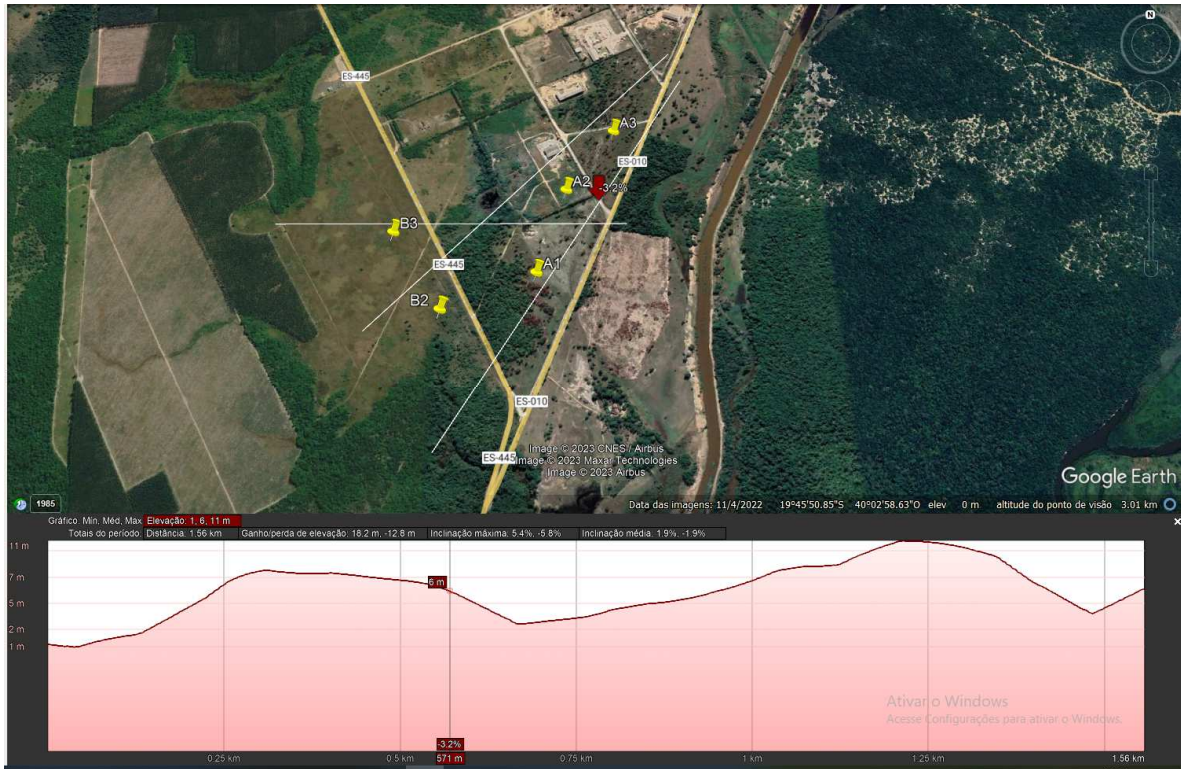 N
ES-445
A3
ES-010
A2
-3.2%
B3
ES-445
A1
B2
ES-010
ES-445
Image © 2023 CNES / Airbus
Image © 2023 Maxar Technologies
Image © 2023 Airbus
Google Earth
1985
Data das imagens: 11/4/2022 19°45'50.85"S 40°02'58.63"O elev 0 m altitude do ponto de visão 3.01 km
Gráfico: Mín. Méd, Máx Elevação: 1, 6, 11 m
Totais do período: Distância: 1.56 km Ganho/perda de elevação: 18.2 m, -12.8 m Inclinação máxima: 5.4%, -5.8% Inclinação média: 1.9%, -1.9%
11 m
7 m
6 m
5 m
2 m
1 m
Ativar o Windows
Acesse Configurações para ativar o Windows.
-3.2%
0.25 km 0.5 km 571 m 0.75 km 1 km 1.25 km 1.56 km